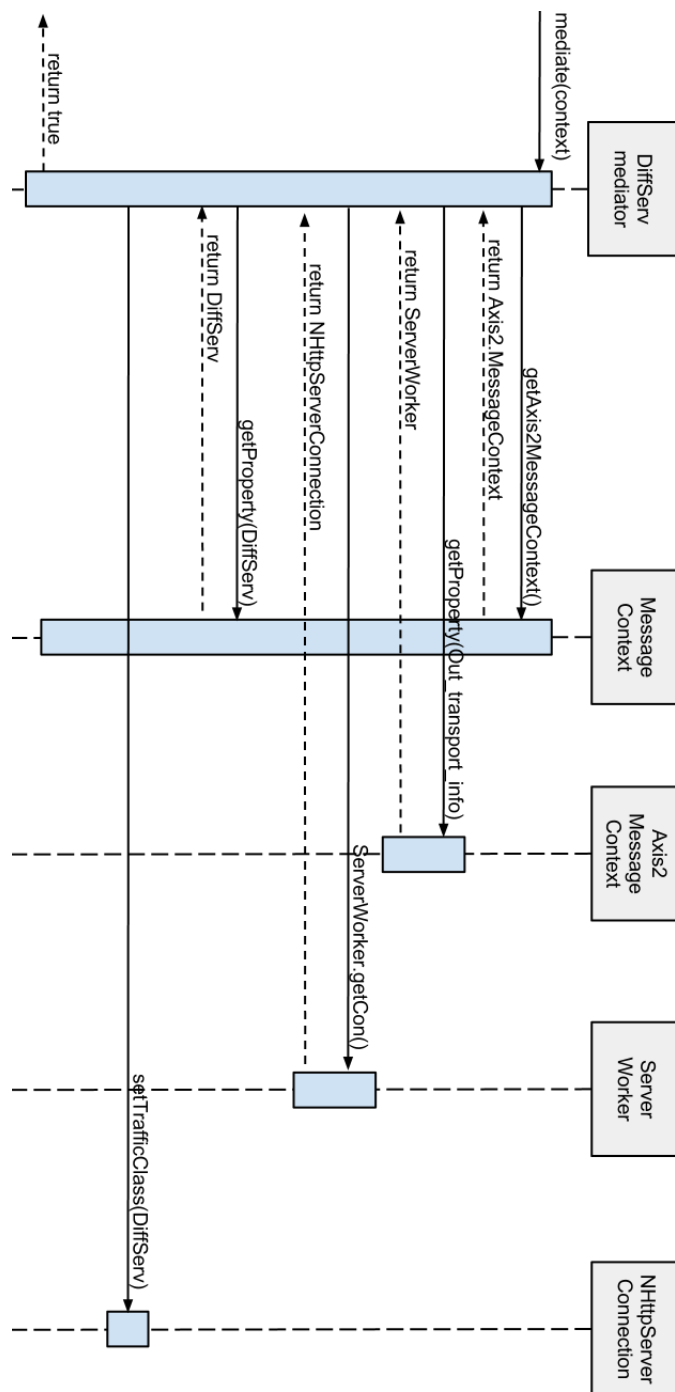 DiffServ
mediator
Message
Context
Axis2
Message
Context
Server
Worker
NHttpServer
Connection
mediate(context)
getAxis2MessageContext()
return Axis2.MessageContext
getProperty(Out_transport_info)
return ServerWorker
ServerWorker.getCon()
return NHttpServerConnection
getProperty(DiffServ)
return DiffServ
setTrafficClass(DiffServ)
return true